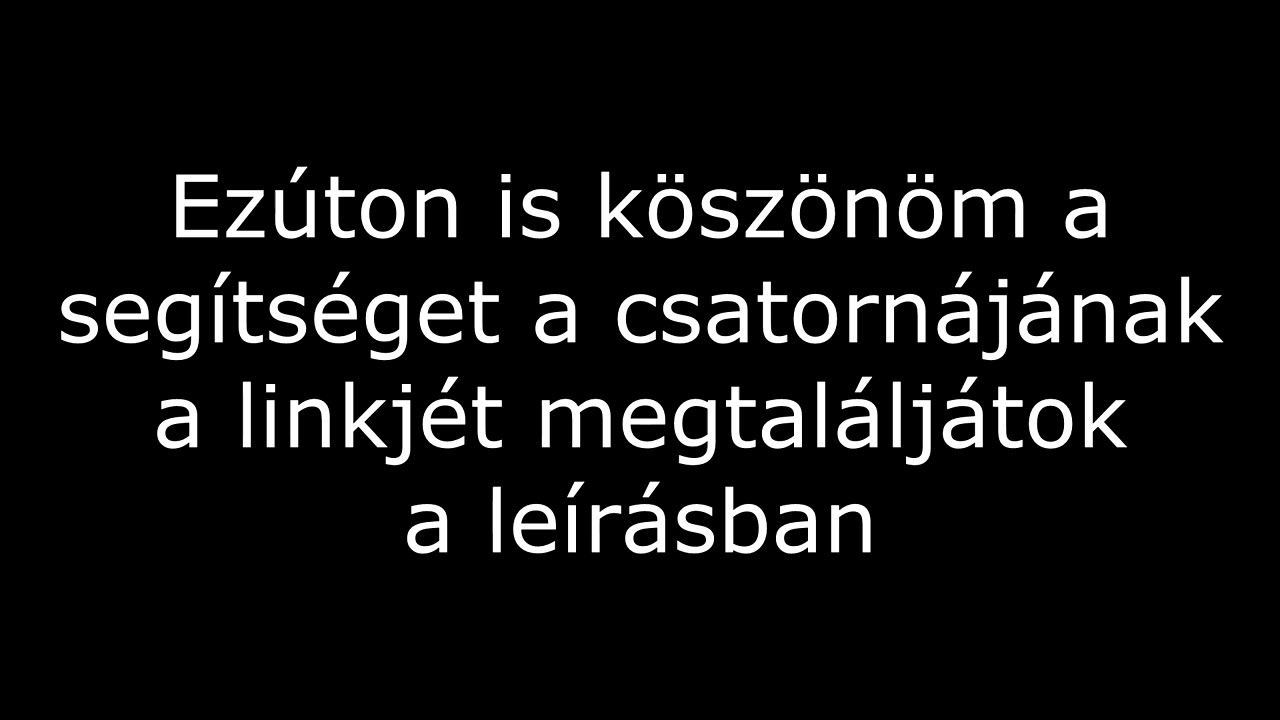 Ezúton is köszönöm a
segítséget a csatornájának
a linkjét megtaláljátok
a leírásban